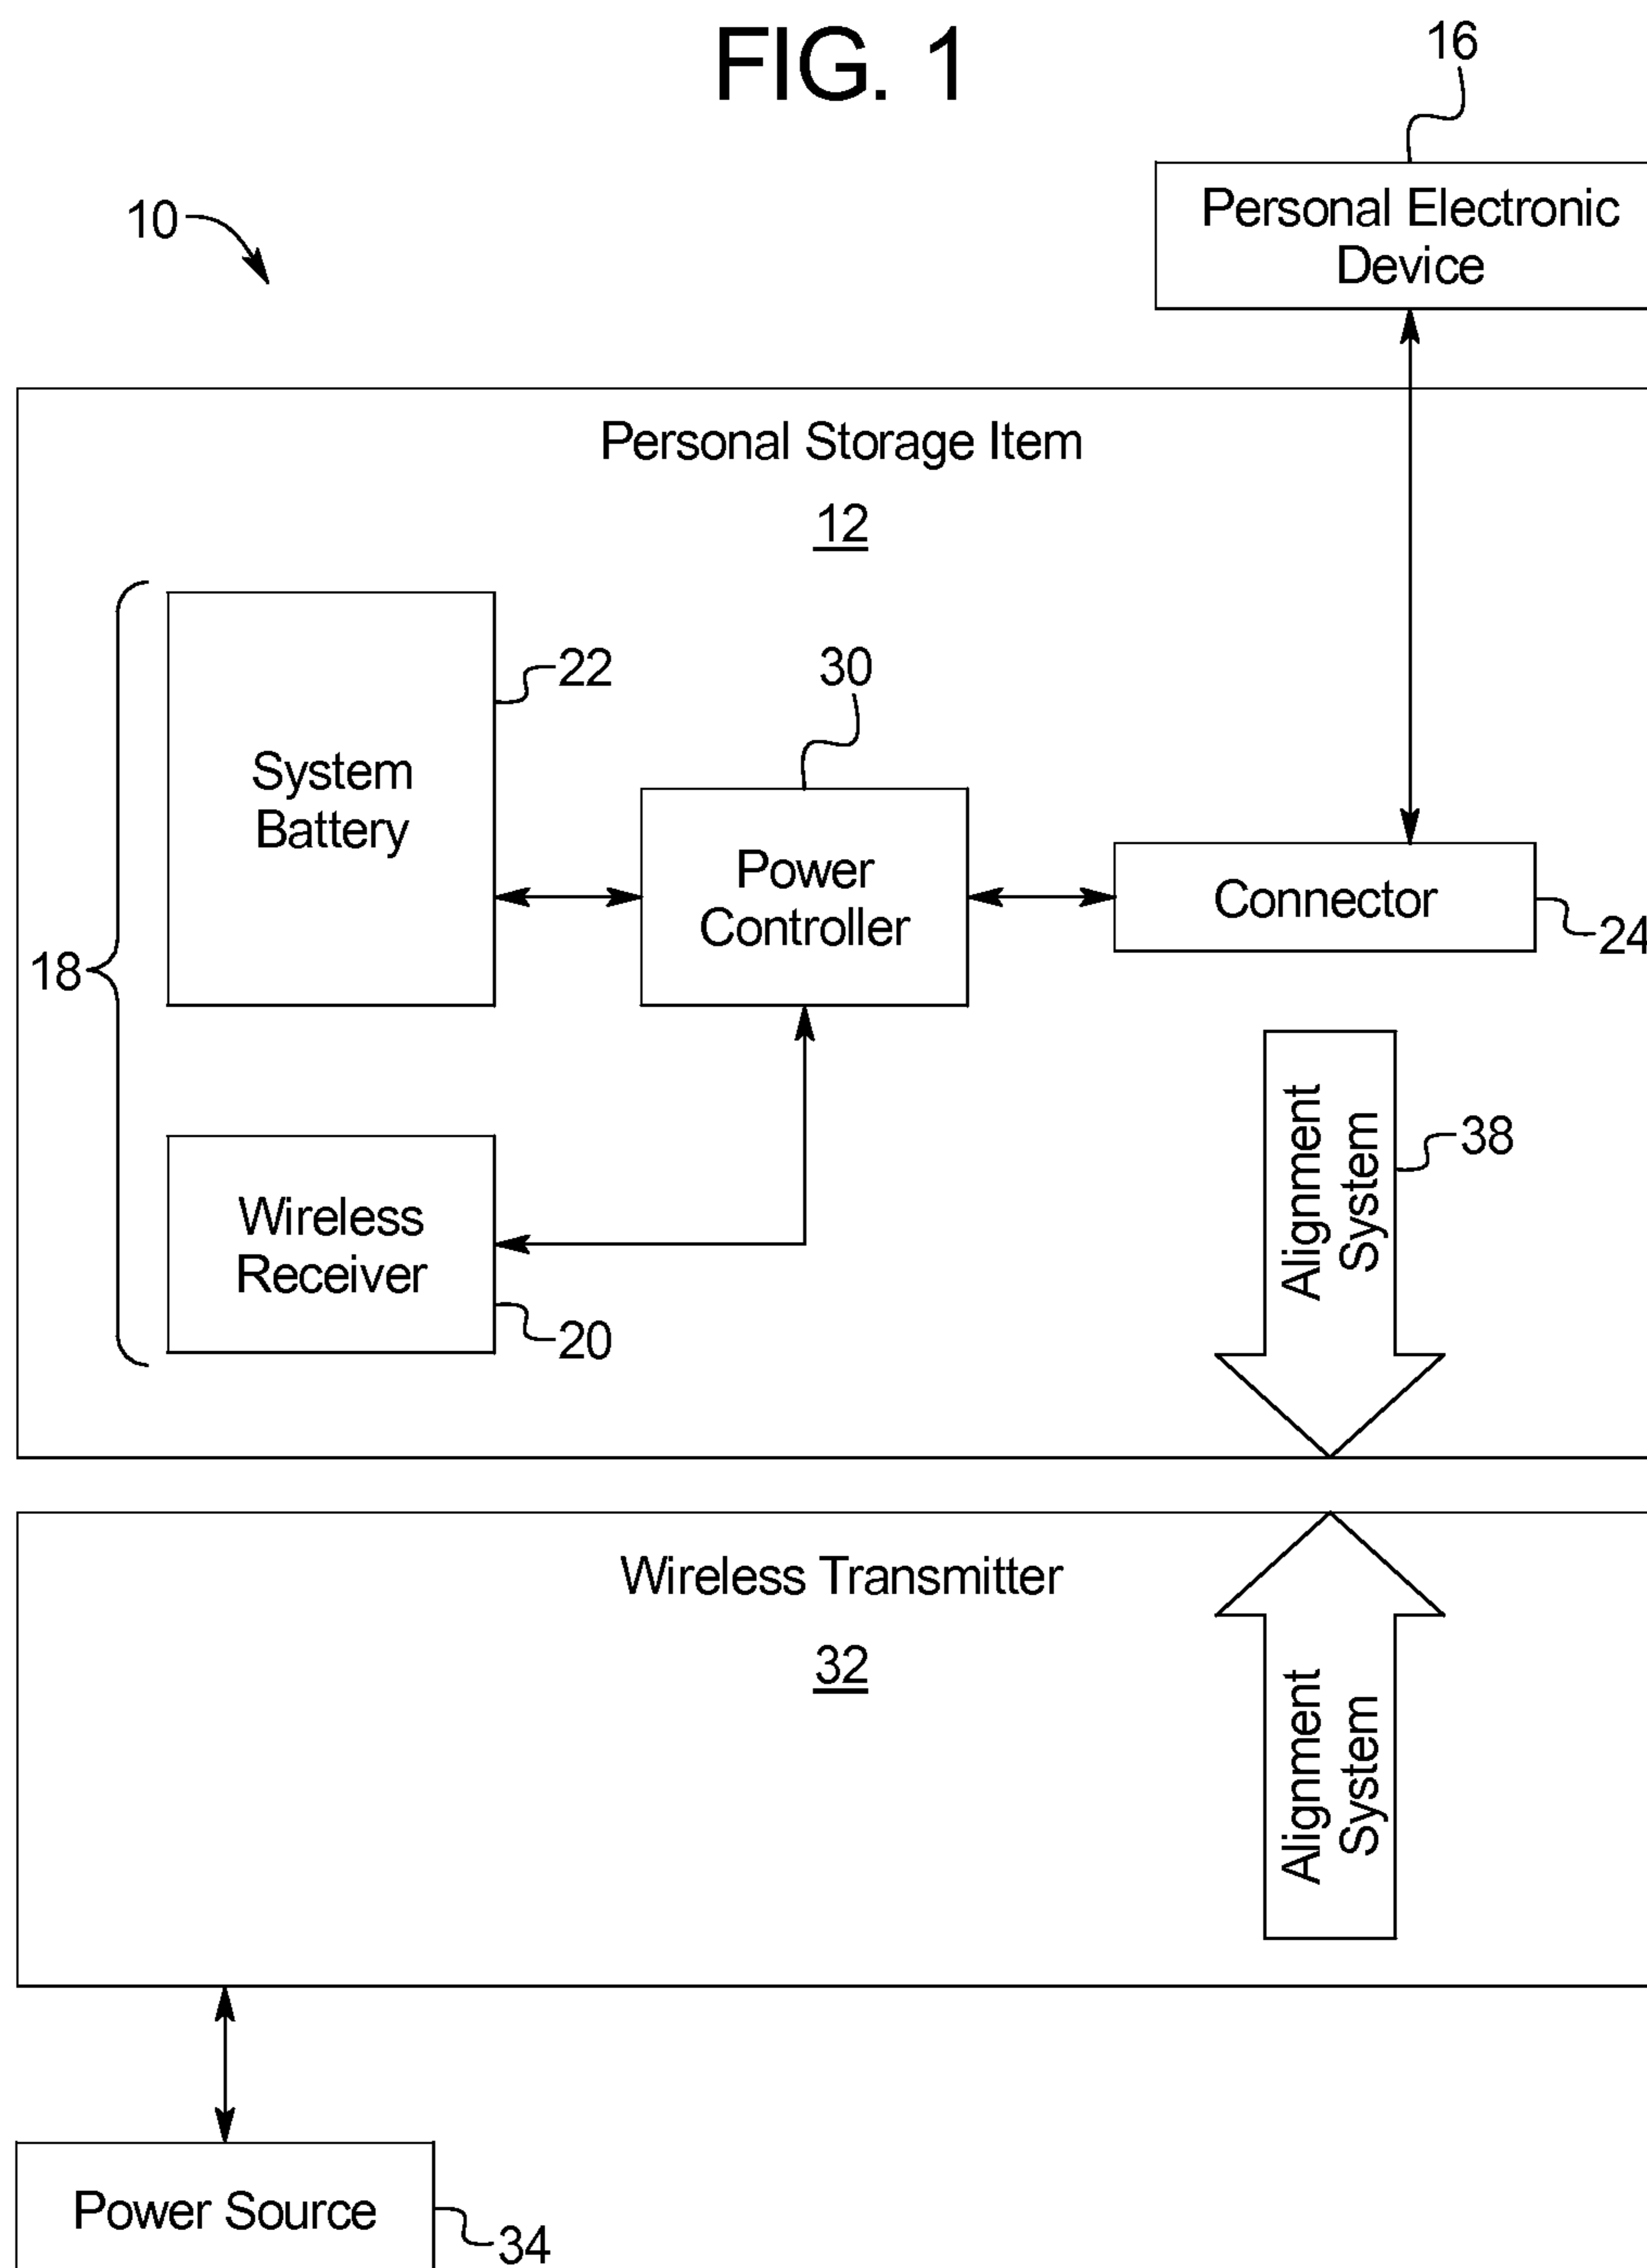 FIG. 1
16
Personal Electronic
Device
10
Personal Storage Item
12
System
Battery
22
30
Power
Controller
Connector
24
18
Alignment
System
38
Wireless
Receiver
20
Wireless Transmitter
32
Alignment
System
Power Source
34